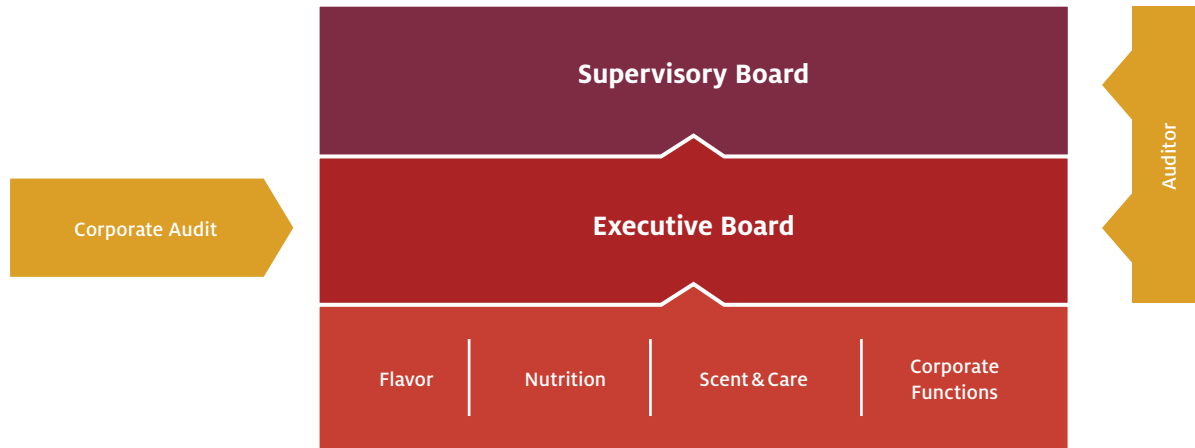 Supervisory Board
Auditor
Corporate Audit
Executive Board
Flavor
Nutrition
Scent & Care
Corporate
Functions